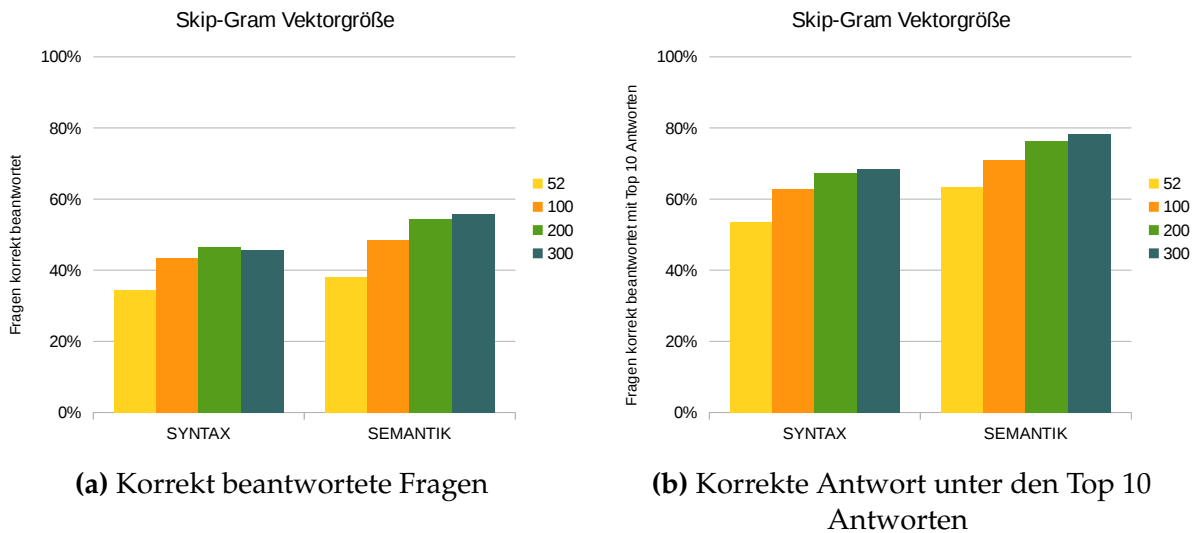 Skip-Gram Vektorgröße
100%
80%
60%
40%
20%
0%
Fragen korrekt beantwortet
SYNTAX
SEMANTIK
52
100
200
300
(a) Korrekt beantwortete Fragen
Skip-Gram Vektorgröße
100%
80%
60%
40%
20%
0%
Fragen korrekt beantwortet mit Top 10 Antworten
SYNTAX
SEMANTIK
52
100
200
300
(b) Korrekte Antwort unter den Top 10
Antworten